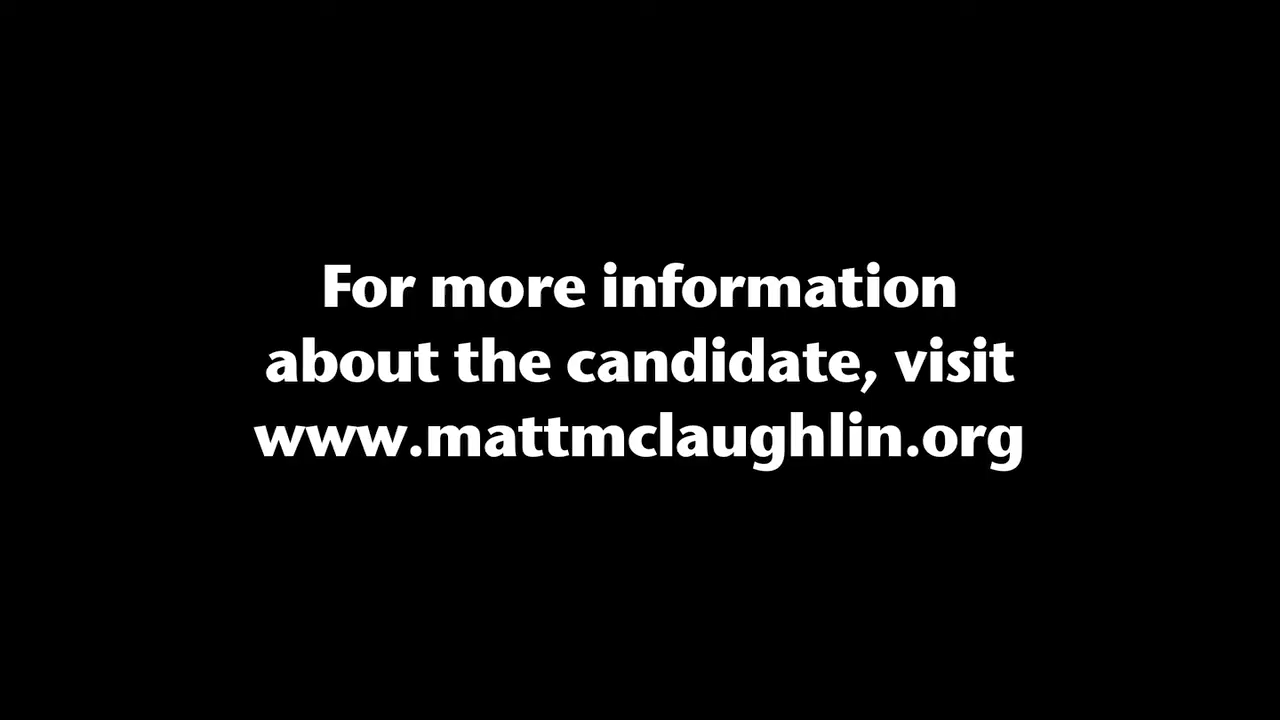 For more information
about the candidate, visit
www.mattmclaughlin.org